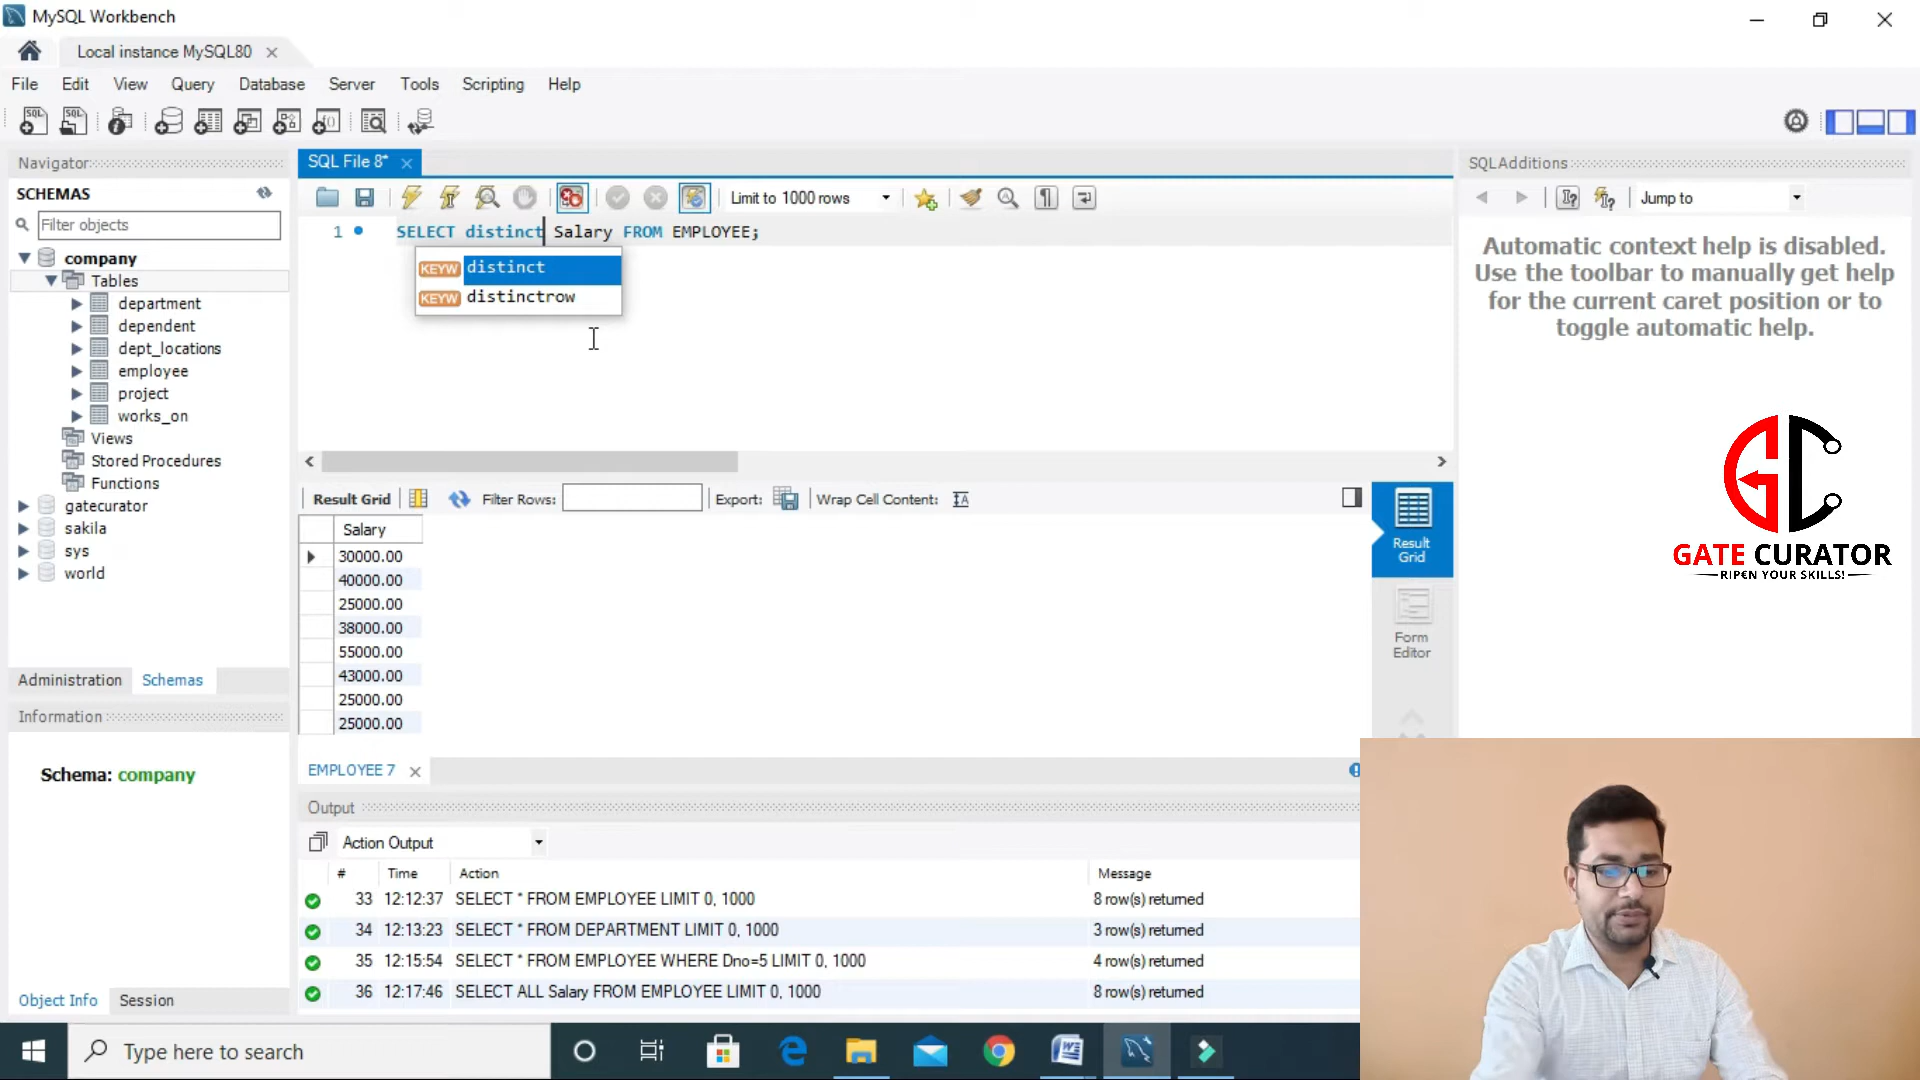 MySQL Workbench
Local instance MySQL80
File Edit View Query Database Server Tools Scripting Help
Navigator
SCHEMAS
Filter objects
company
Tables
department
dependent
dept_locations
employee
project
works_on
Views
Stored Procedures
Functions
gatecurator
sakila
sys
world
Administration Schemas
Information
Schema: company
Object Info Session
SQL File 8*
Limit to 1000 rows
1 SELECT distinct Salary FROM EMPLOYEE;
KEYW distinct
KEYW distinctrow
Result Grid Filter Rows: Export: Wrap Cell Content:
Salary
30000.00
40000.00
25000.00
38000.00
55000.00
43000.00
25000.00
25000.00
Result
Grid
Form
Editor
EMPLOYEE 7
Output
Action Output
# Time Action Message
33 12:12:37 SELECT * FROM EMPLOYEE LIMIT 0, 1000 8 row(s) returned
34 12:13:23 SELECT * FROM DEPARTMENT LIMIT 0, 1000 3 row(s) returned
35 12:15:54 SELECT * FROM EMPLOYEE WHERE Dno=5 LIMIT 0, 1000 4 row(s) returned
36 12:17:46 SELECT ALL Salary FROM EMPLOYEE LIMIT 0, 1000 8 row(s) returned
SQLAdditions
Jump to
Automatic context help is disabled.
Use the toolbar to manually get help
for the current caret position or to
toggle automatic help.
GC
GATE CURATOR
RIPEN YOUR SKILLS!
Type here to search